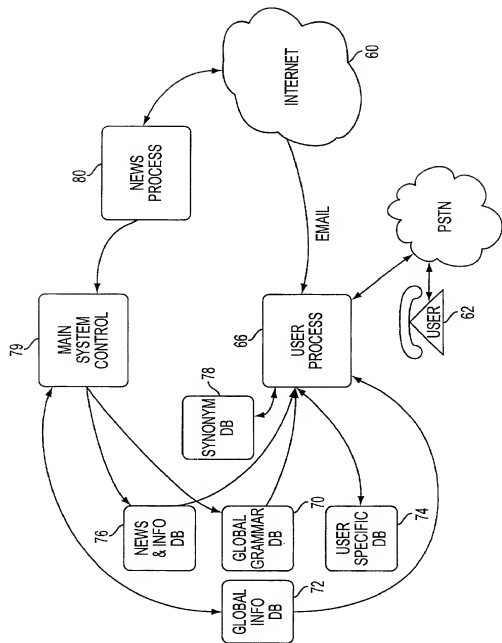 80
NEWS
PROCESS
INTERNET
60
79
MAIN
SYSTEM
CONTROL
EMAIL
PSTN
USER
62
66
USER
PROCESS
78
SYNONYM
DB
76
NEWS
& INFO
DB
70
GLOBAL
GRAMMAR
DB
74
USER
SPECIFIC
DB
72
GLOBAL
INFO
DB